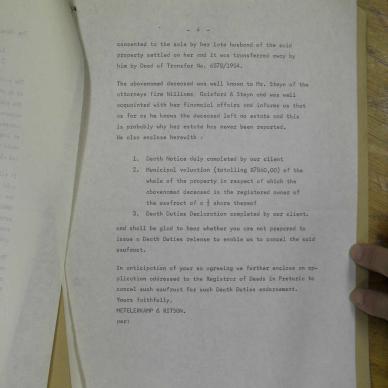 - 4 -
consented to the sale by her late husband of the said
property settled on her and it was transferred away by
him by Deed of Transfer No. 6578/1954.
The abovenamed deceased was well known to Mr. Steyn of the
attorneys firm Williams Gaisford & Steyn and was well
acquainted with her financial affairs and informs us that
as far as he knows the deceased left no estate and this
is probably why her estate has never been reported.
We also enclose herewith :
1. Death Notice duly completed by our client
2. Municipal valuation (totalling R7860,00) of the
whole of the property in respect of which the
abovenamed deceased is the registered owner of
the usufruct of a ½ share thereof
3. Death Duties Declaration completed by our client.
and shall be glad to hear whether you are not prepared to
issue a Death Duties release to enable us to cancel the said
usufruct.
In anticipation of your so agreeing we further enclose an ap-
plication addressed to the Registrar of Deeds in Pretoria to
cancel such usufruct for such Death Duties endorsement.
Yours faithfully,
METELERKAMP & RITSON.
per: